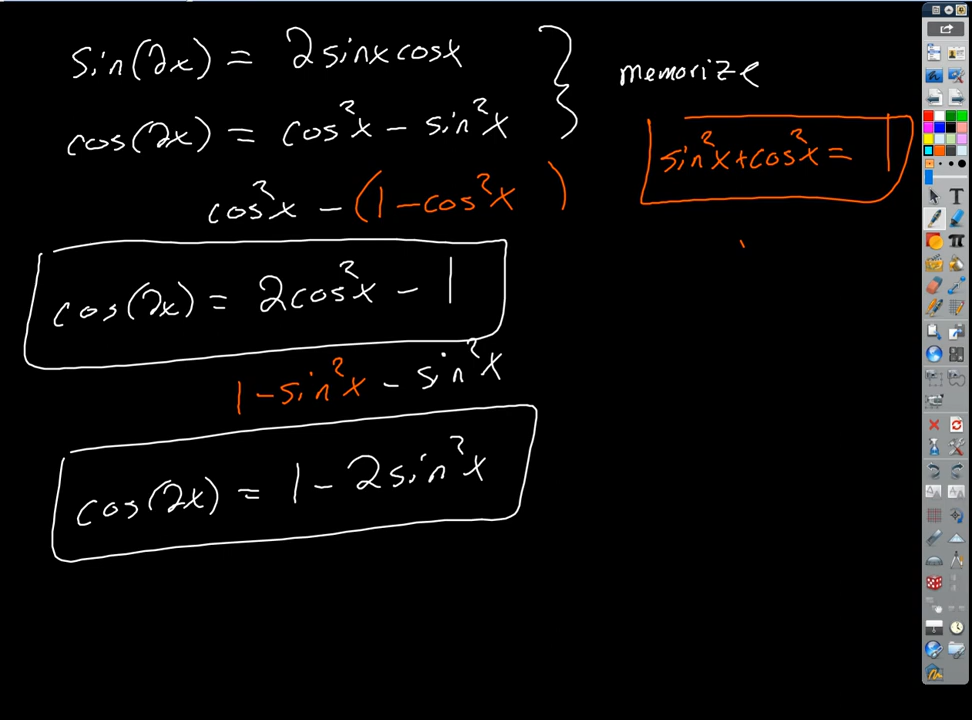 sin(2x) = 2sinxcosx
cos(2x) = cos²x - sin²x
memorize
sin²x+cos²x= 1
cos²x - (1-cos²x )
cos(2x) = 2cos²x - 1
1-sin²x - sin²x
cos(2x) = 1-2sin²x